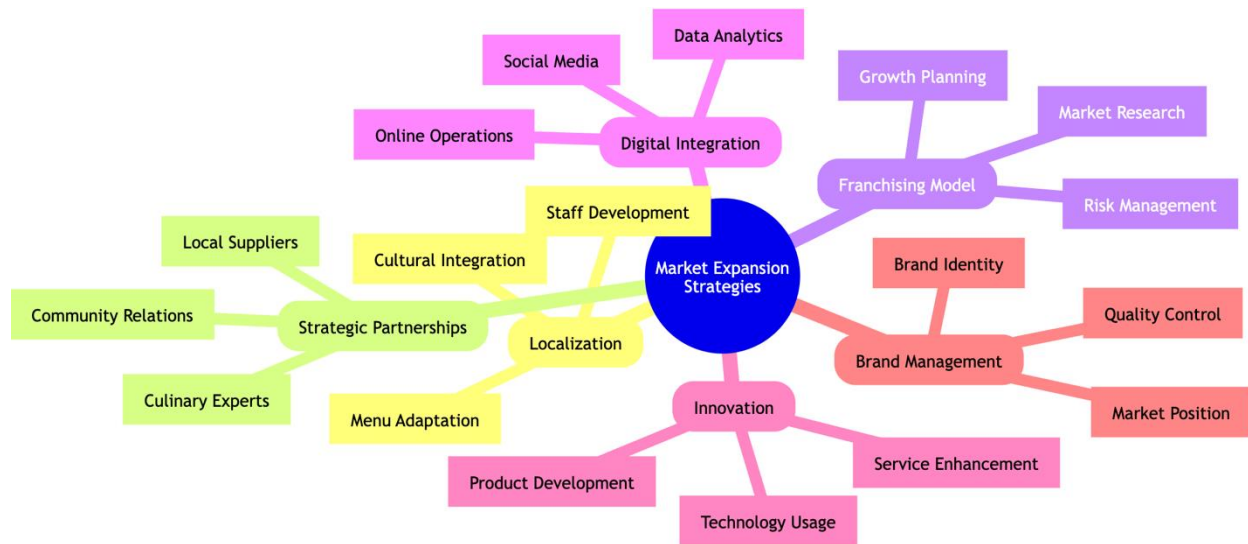 Data Analytics
Social Media
Growth Planning
Market Research
Online Operations
Digital Integration
Franchising Model
Risk Management
Staff Development
Local Suppliers
Cultural Integration
Market Expansion
Strategies
Brand Identity
Community Relations
Strategic Partnerships
Localization
Quality Control
Brand Management
Culinary Experts
Menu Adaptation
Innovation
Market Position
Product Development
Service Enhancement
Technology Usage